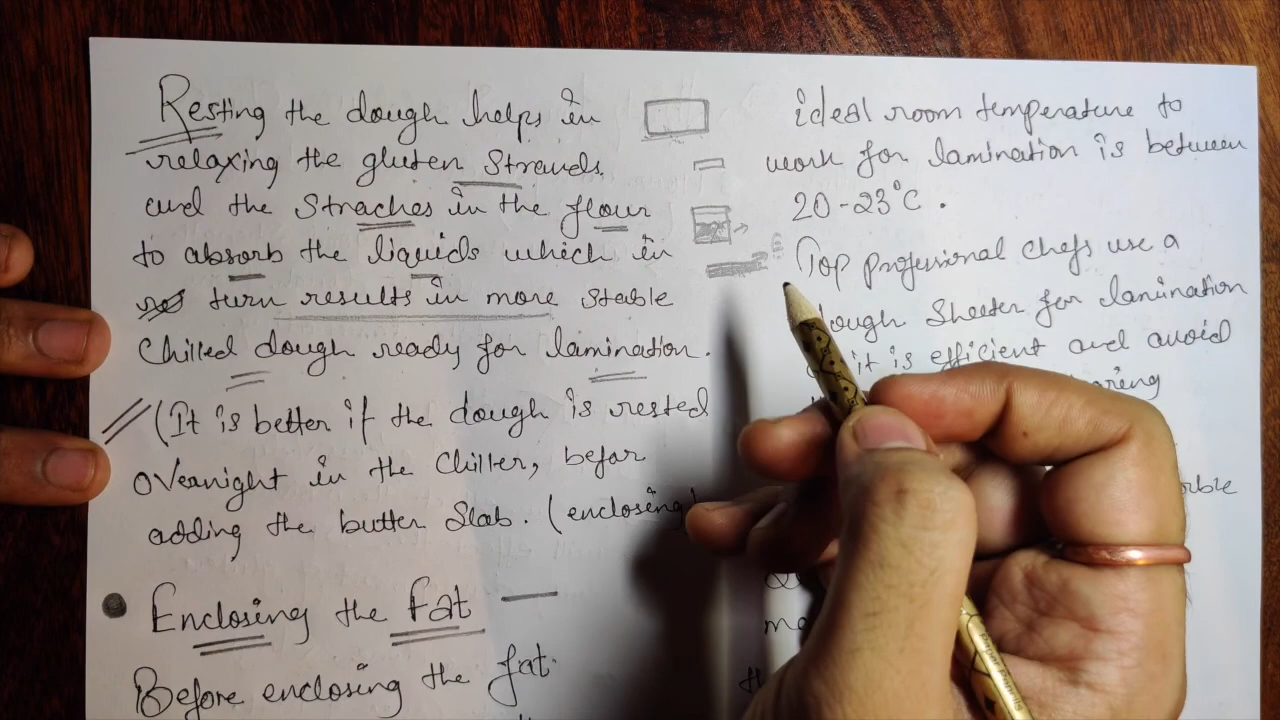 Resting the dough helps in
relaxing the gluten Strands
and the Straches in the flour
to absorb the liquids which in
turn results in more stable
Chilled dough ready for lamination.
(It is better if the dough is rested
overnight in the Chiller, befor
adding the butter Slab. (enclosing)
Enclosing the Fat —
Before enclosing the fat
ideal room temperature to
work for lamination is between
20-23°C.
Top professional chefs use a
dough Sheeter for lamination
it is efficient and avoid